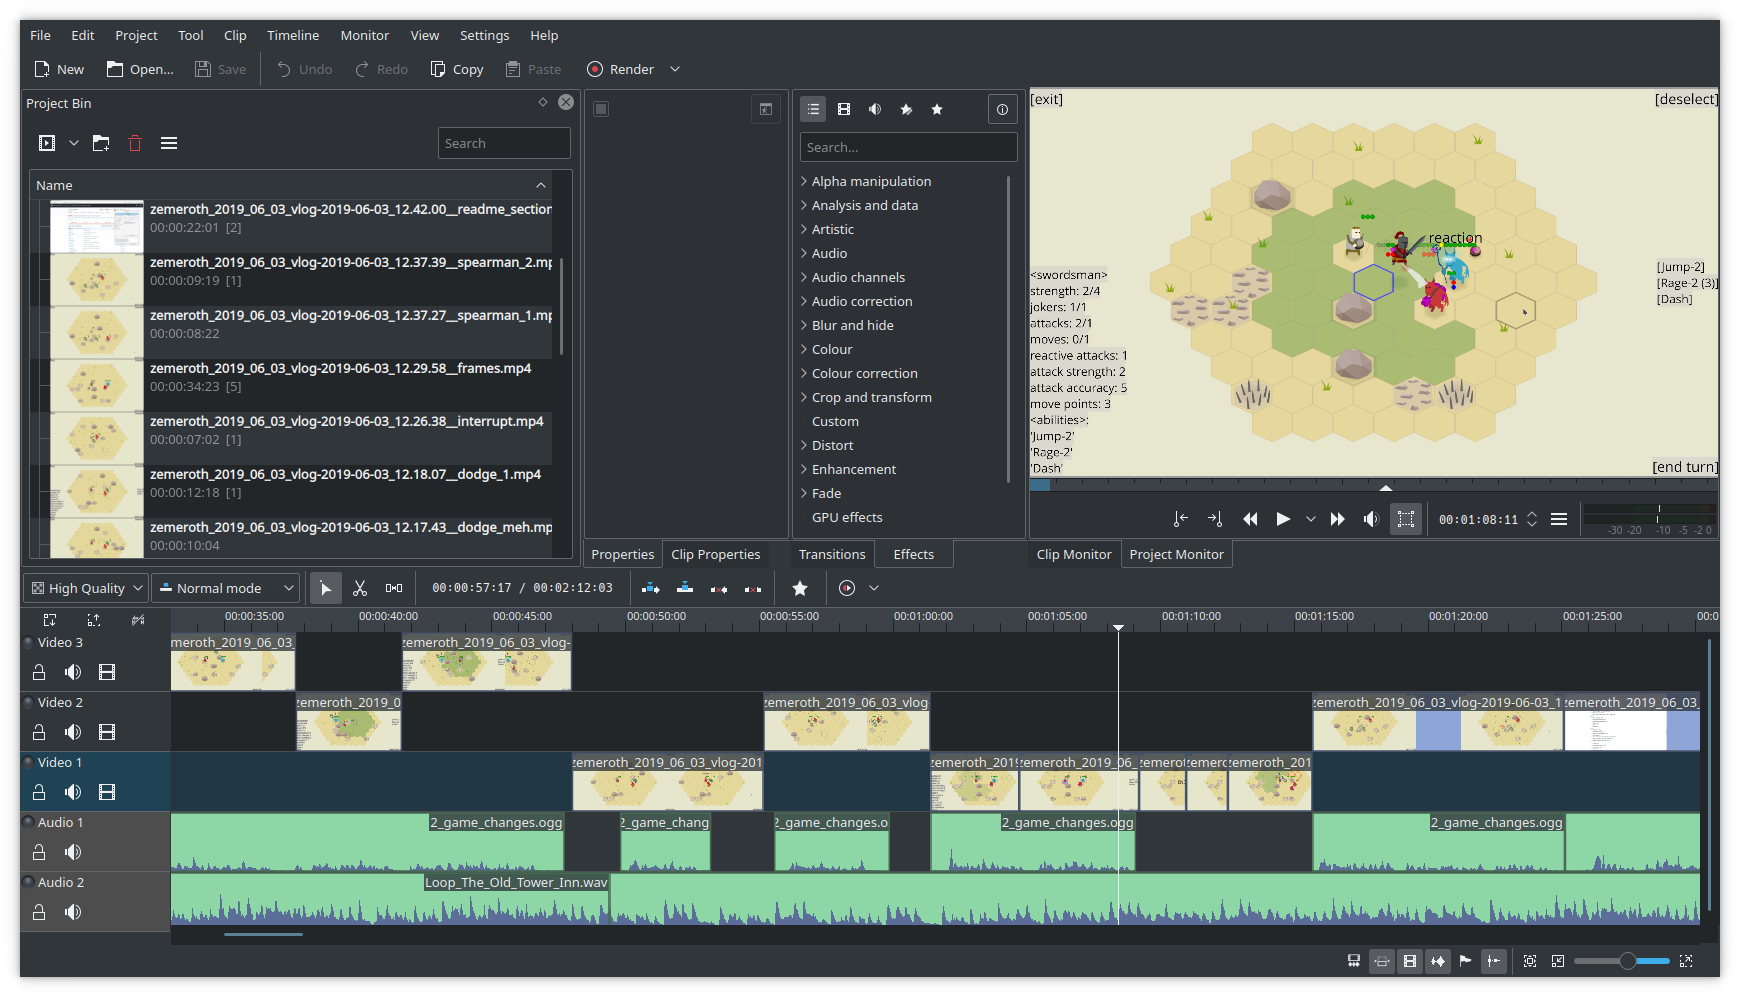 File Edit Project Tool Clip Timeline Monitor View Settings Help
New Open... Save Undo Redo Copy Paste Render
Project Bin
Search
Name
zemeroth_2019_06_03_vlog-2019-06-03_12.42.00__readme_section
00:00:22:01 [2]
zemeroth_2019_06_03_vlog-2019-06-03_12.37.39__spearman_2.mp
00:00:09:19 [1]
zemeroth_2019_06_03_vlog-2019-06-03_12.37.27__spearman_1.mp
00:00:08:22
zemeroth_2019_06_03_vlog-2019-06-03_12.29.58__frames.mp4
00:00:34:23 [5]
zemeroth_2019_06_03_vlog-2019-06-03_12.26.38__interrupt.mp4
00:00:07:02 [1]
zemeroth_2019_06_03_vlog-2019-06-03_12.18.07__dodge_1.mp4
00:00:12:18 [1]
zemeroth_2019_06_03_vlog-2019-06-03_12.17.43__dodge_meh.mp
00:00:10:04
Search...
Alpha manipulation
Analysis and data
Artistic
Audio
Audio channels
Audio correction
Blur and hide
Colour
Colour correction
Crop and transform
Custom
Distort
Enhancement
Fade
GPU effects
Properties Clip Properties
Transitions Effects
[exit]
[deselect]
reaction
<swordsman>
strength: 2/4
jokers: 1/1
attacks: 2/1
moves: 0/1
reactive attacks: 1
attack strength: 2
attack accuracy: 5
move points: 3
<abilities>:
'Jump-2'
'Rage-2'
'Dash'
[Jump-2]
[Rage-2 (3)]
[Dash]
[end turn]
00:01:08:11
-30 -20 -10 -5 -2 0
Clip Monitor Project Monitor
High Quality Normal mode 00:00:57:17 / 00:02:12:03
00:00:35:00 00:00:40:00 00:00:45:00 00:00:50:00 00:00:55:00 00:01:00:00 00:01:05:00 00:01:10:00 00:01:15:00 00:01:20:00 00:01:25:00 00:0
Video 3
meroth_2019_06_03_ zemeroth_2019_06_03_vlog-
Video 2
zemeroth_2019_0 zemeroth_2019_06_03_vlog zemeroth_2019_06_03_vlog-2019-06-03_1 zemeroth_2019_06_03_
Video 1
zemeroth_2019_06_03_vlog-201 zemeroth_2019 zemeroth_2019_06_ zemerot zemerc zemeroth_201
Audio 1
2_game_changes.ogg 2_game_chang 2_game_changes.o 2_game_changes.ogg 2_game_changes.ogg
Audio 2
Loop_The_Old_Tower_Inn.wav